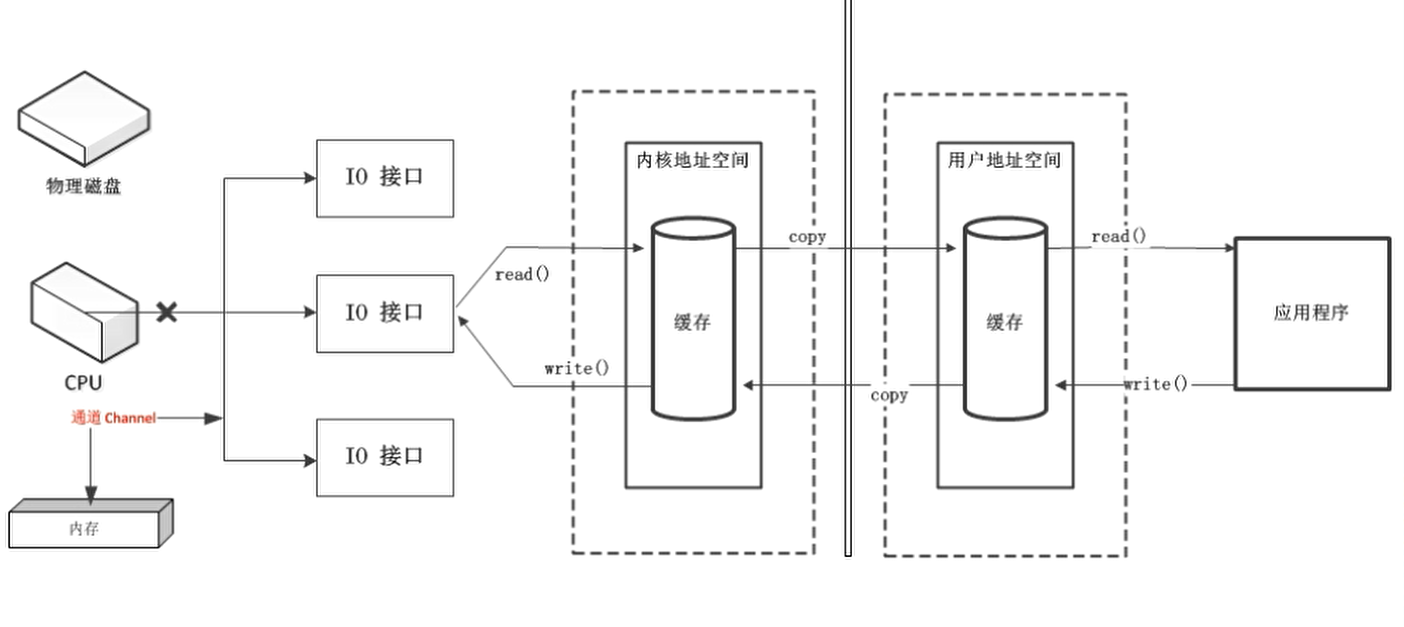 物理磁盘
CPU
通道 Channel
内存
IO 接口
IO 接口
IO 接口
read()
write()
内核地址空间
缓存
copy
copy
用户地址空间
缓存
read()
write()
应用程序